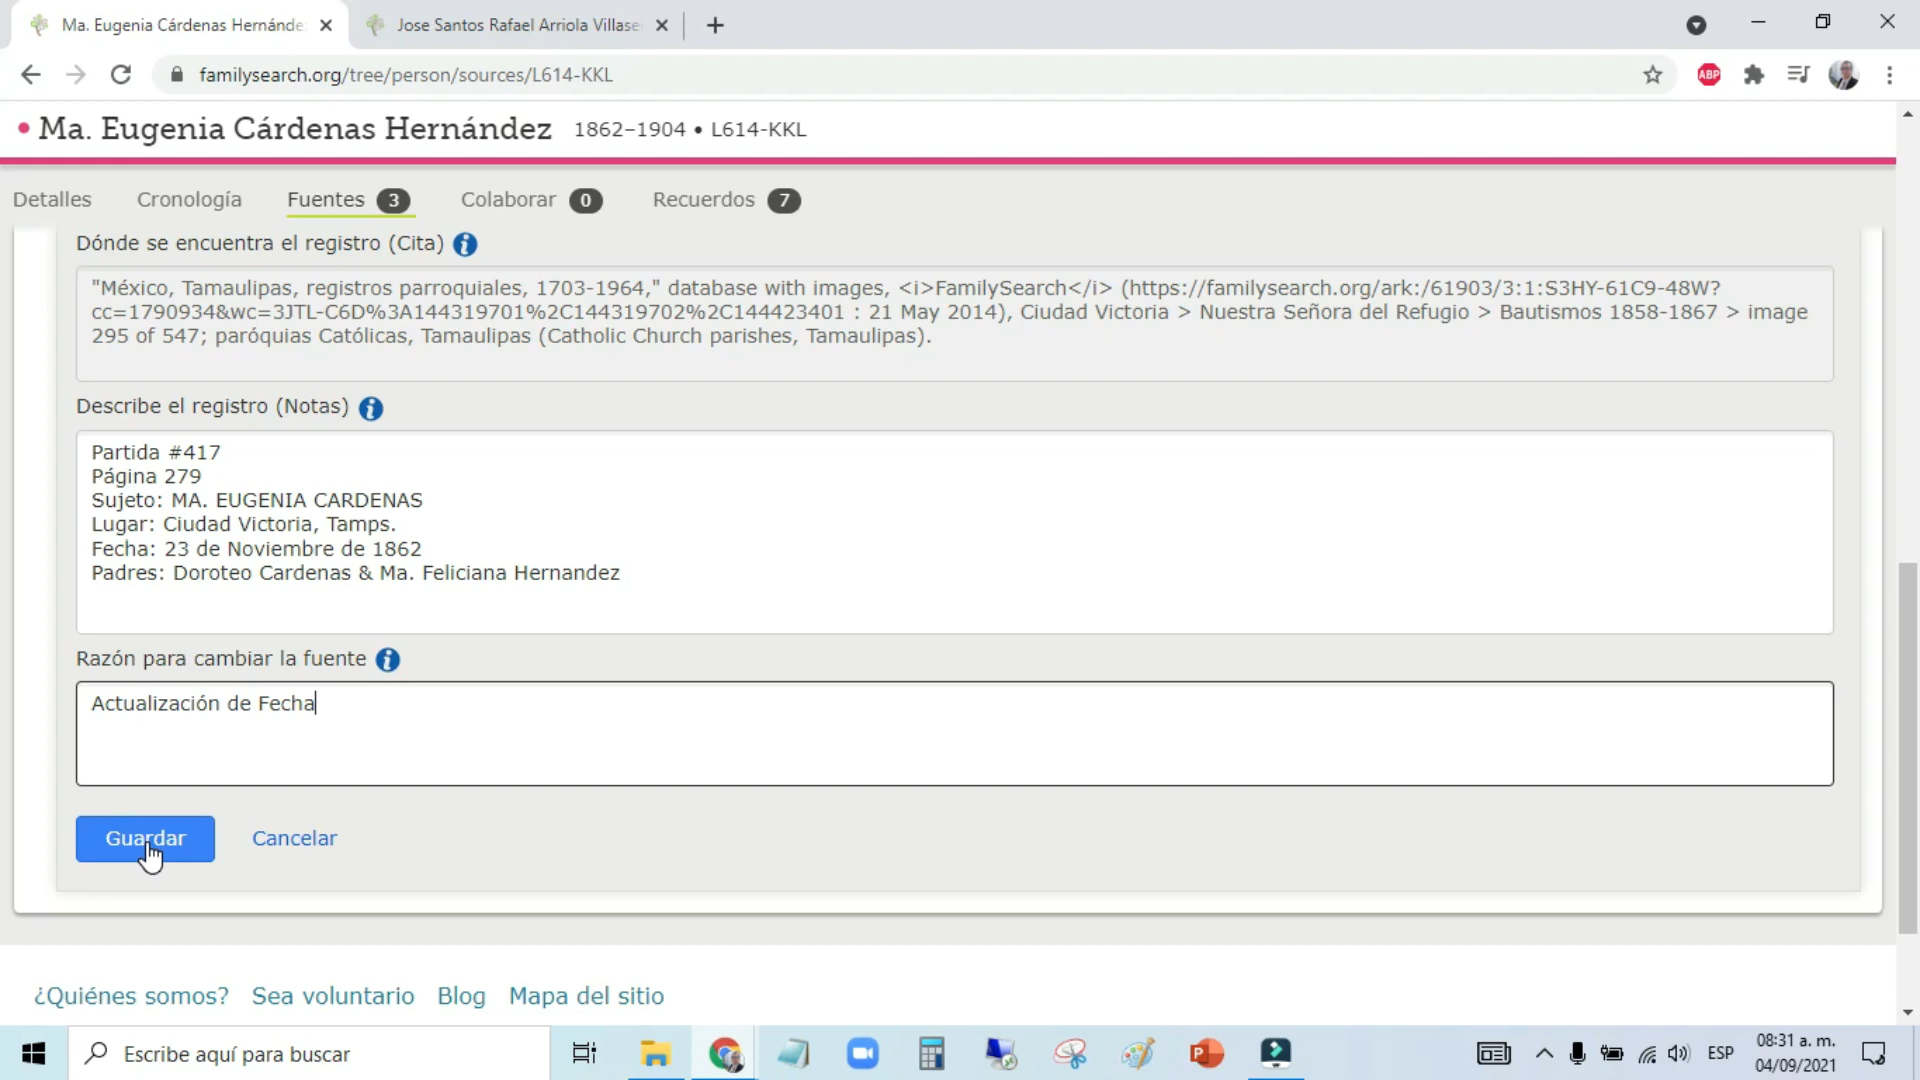 Ma. Eugenia Cárdenas Hernánde
Jose Santos Rafael Arriola Villase
familysearch.org/tree/person/sources/L614-KKL
ABP
Ma. Eugenia Cárdenas Hernández 1862–1904 • L614-KKL
Detalles Cronología Fuentes 3 Colaborar 0 Recuerdos 7
Dónde se encuentra el registro (Cita)
"México, Tamaulipas, registros parroquiales, 1703-1964," database with images, <i>FamilySearch</i> (https://familysearch.org/ark:/61903/3:1:S3HY-61C9-48W?
cc=1790934&wc=3JTL-C6D%3A144319701%2C144319702%2C144423401 : 21 May 2014), Ciudad Victoria > Nuestra Señora del Refugio > Bautismos 1858-1867 > image
295 of 547; paróquias Católicas, Tamaulipas (Catholic Church parishes, Tamaulipas).
Describe el registro (Notas)
Partida #417
Página 279
Sujeto: MA. EUGENIA CARDENAS
Lugar: Ciudad Victoria, Tamps.
Fecha: 23 de Noviembre de 1862
Padres: Doroteo Cardenas & Ma. Feliciana Hernandez
Razón para cambiar la fuente
Actualización de Fecha
Guardar Cancelar
¿Quiénes somos? Sea voluntario Blog Mapa del sitio
Escribe aquí para buscar
ESP
08:31 a. m.
04/09/2021